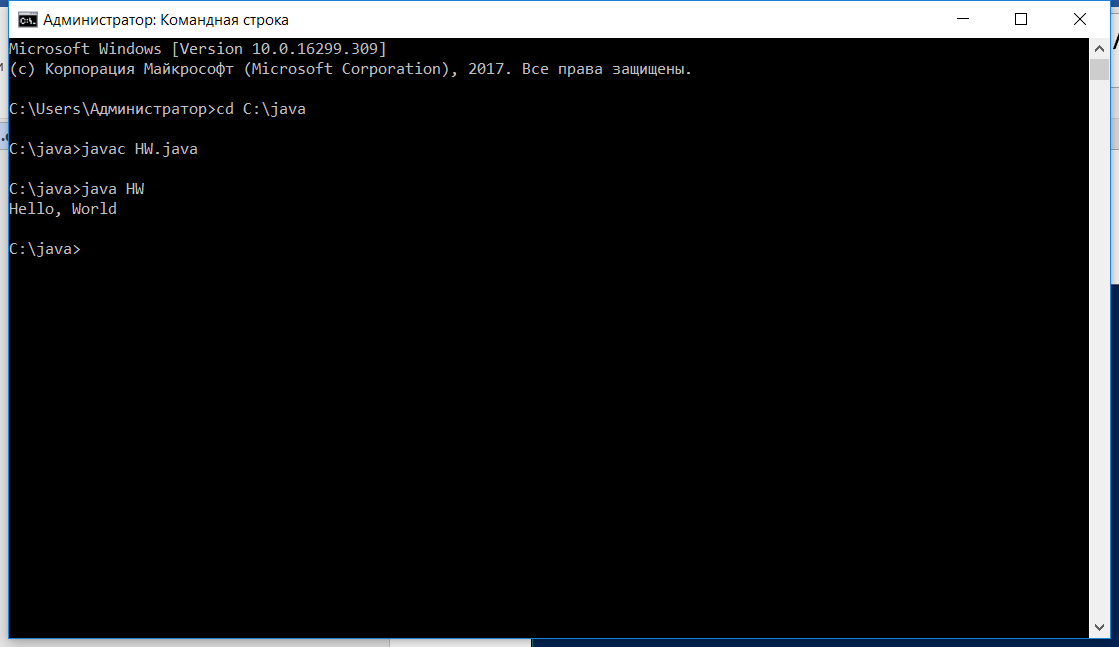 Администратор: Командная строка
Microsoft Windows [Version 10.0.16299.309]
(c) Корпорация Майкрософт (Microsoft Corporation), 2017. Все права защищены.
C:\Users\Администратор>cd C:\java
C:\java>javac HW.java
C:\java>java HW
Hello, World
C:\java>